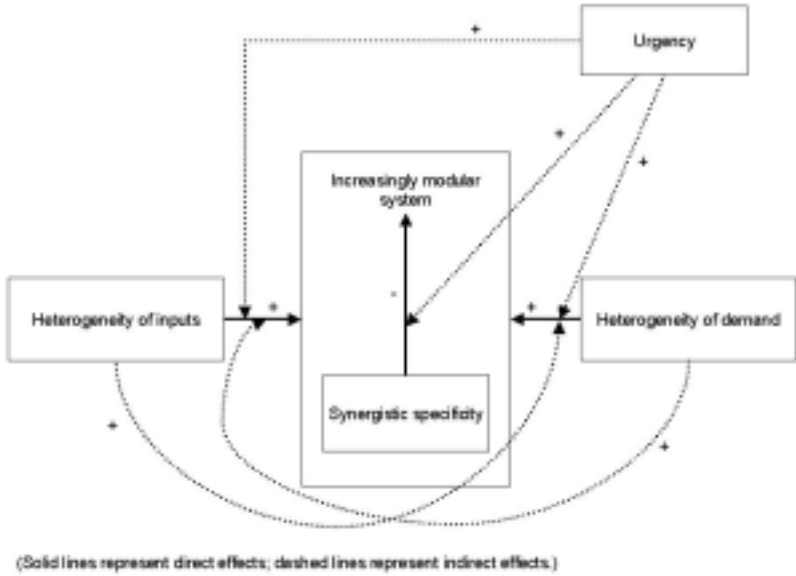 +
Urgency
+
+
Increasingly modular
system
-
+
+
Heterogeneity of inputs
Heterogeneity of demand
Synergistic specificity
+
+
(Solid lines represent direct effects; dashed lines represent indirect effects.)